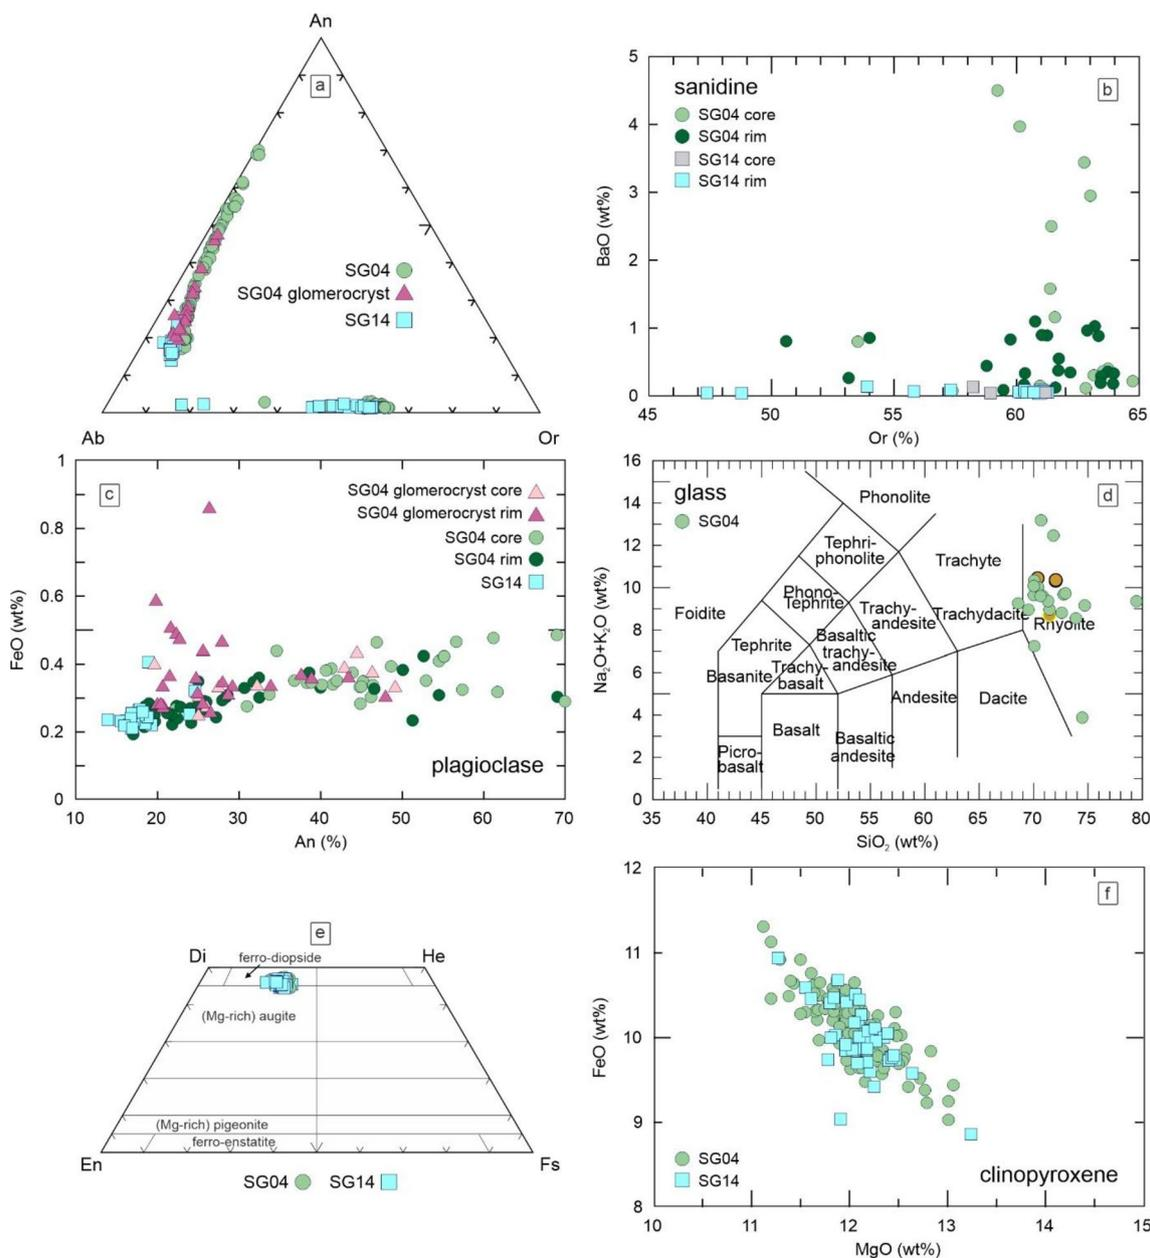 An
a
SG04
SG04 glomerocryst
SG14
Ab
Or
5
4
3
2
1
0
BaO (wt%)
sanidine
b
SG04 core
SG04 rim
SG14 core
SG14 rim
45
50
55
60
65
Or (%)
1
0.8
0.6
0.4
0.2
0
FeO (wt%)
c
SG04 glomerocryst core
SG04 glomerocryst rim
SG04 core
SG04 rim
SG14
plagioclase
10
20
30
40
50
60
70
An (%)
16
14
12
10
8
6
4
2
0
Na2O+K2O (wt%)
glass
d
SG04
Phonolite
Tephri-
phonolite
Trachyte
Phono-
Tephrite
Foidite
Trachy-
andesite
Trachydacite
Rhyolite
Tephrite
Basaltic
trachy-
andesite
Basanite
Trachy-
basalt
Andesite
Dacite
Basalt
Basaltic
andesite
Picro-
basalt
35
40
45
50
55
60
65
70
75
80
SiO2 (wt%)
e
Di
He
ferro-diopside
(Mg-rich) augite
(Mg-rich) pigeonite
ferro-enstatite
En
Fs
SG04
SG14
12
11
10
9
8
FeO (wt%)
f
SG04
SG14
clinopyroxene
10
11
12
13
14
15
MgO (wt%)